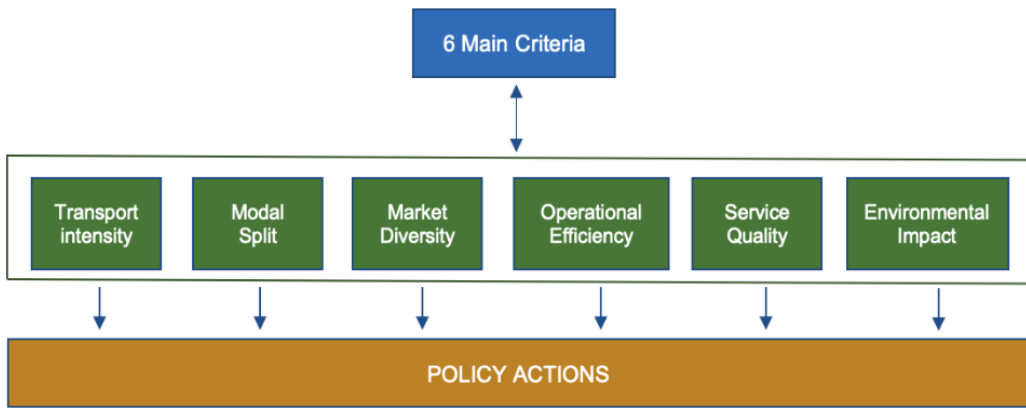 6 Main Criteria
Transport
intensity
Modal
Split
Market
Diversity
Operational
Efficiency
Service
Quality
Environmental
Impact
POLICY ACTIONS